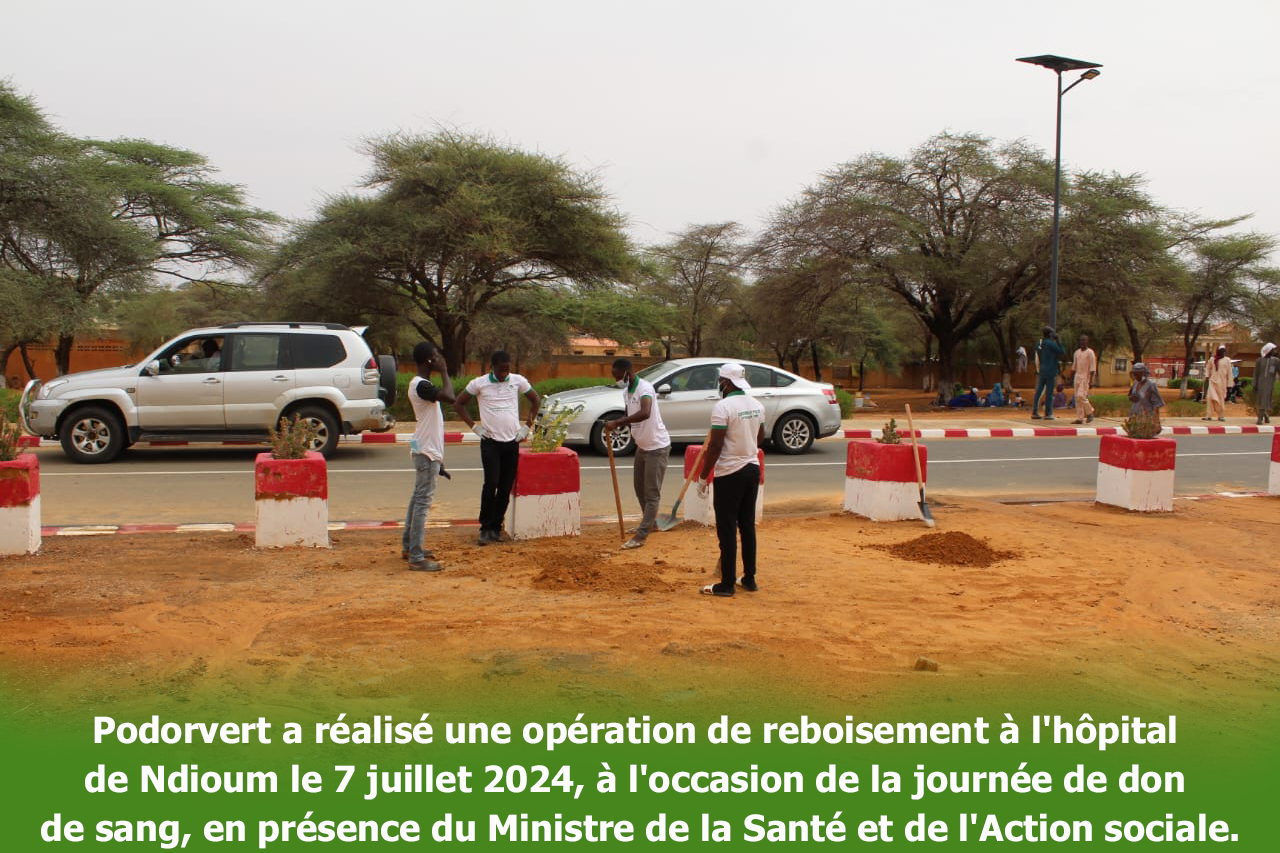 Podorvert a réalisé une opération de reboisement à l'hôpital
de Ndioum le 7 juillet 2024, à l'occasion de la journée de don
de sang, en présence du Ministre de la Santé et de l'Action sociale.